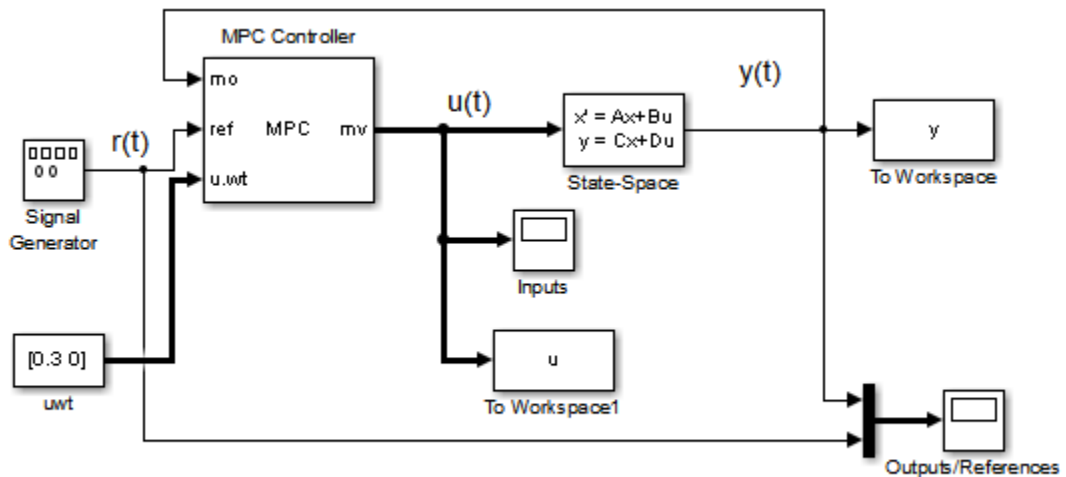 MPC Controller
mo
ref
MPC
mv
u.wt
r(t)
u(t)
y(t)
x' = Ax+Bu
y = Cx+Du
State-Space
y
To Workspace
Signal
Generator
Inputs
[0.3 0]
uwt
u
To Workspace1
Outputs/References